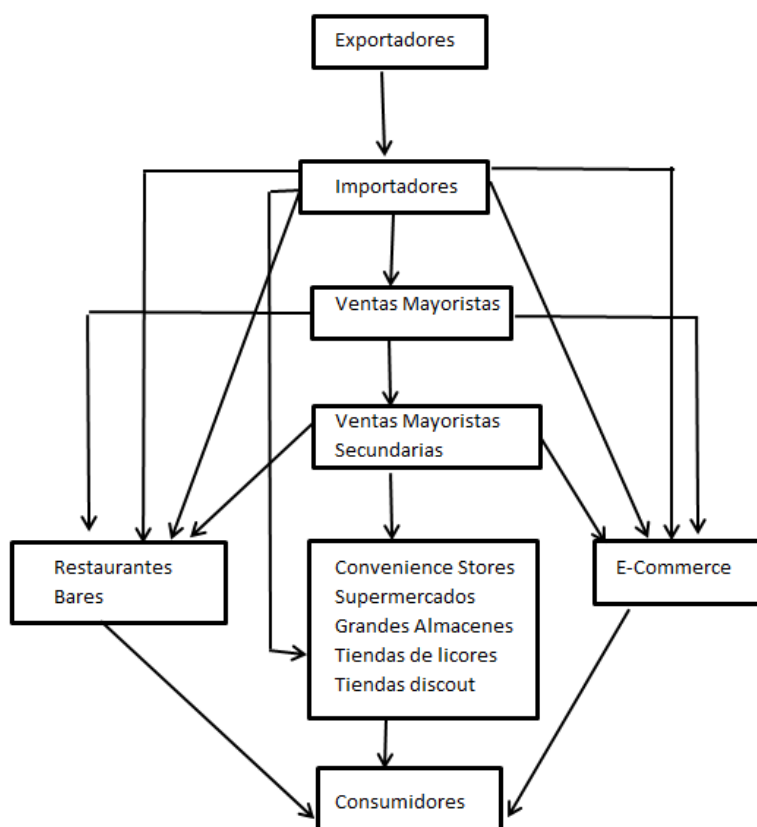 Exportadores
Importadores
Ventas Mayoristas
Ventas Mayoristas
Secundarias
Restaurantes
Bares
Convenience Stores
Supermercados
Grandes Almacenes
Tiendas de licores
Tiendas discout
E-Commerce
Consumidores